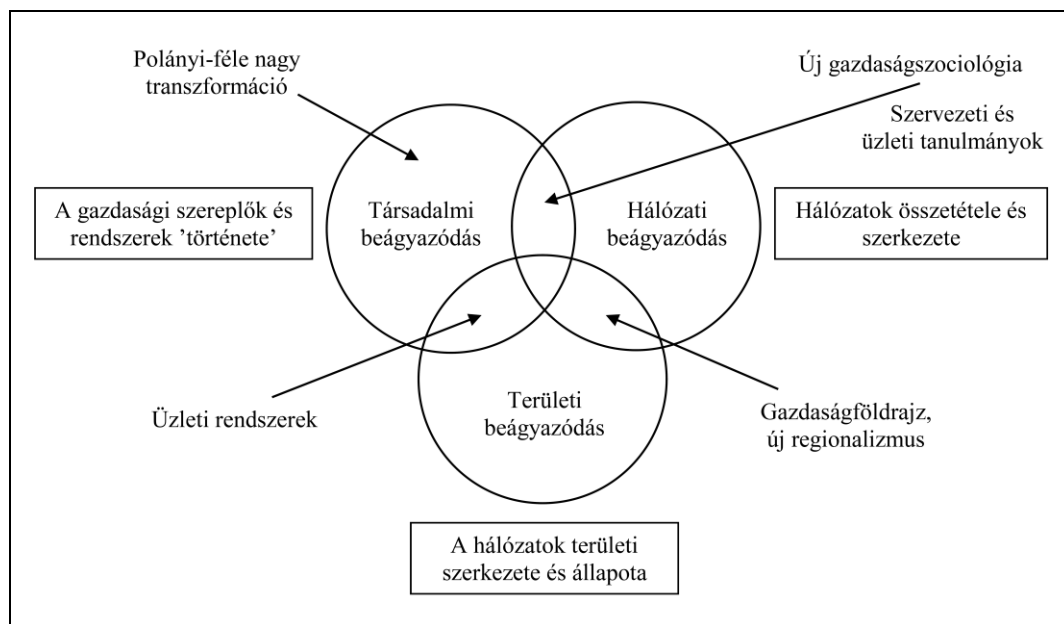 Polányi-féle nagy
transzformáció
Új gazdaságszociológia
Szervezeti és
üzleti tanulmányok
A gazdasági szereplők és
rendszerek ’története’
Társadalmi
beágyazódás
Hálózati
beágyazódás
Hálózatok összetétele és
szerkezete
Üzleti rendszerek
Területi
beágyazódás
Gazdaságföldrajz,
új regionalizmus
A hálózatok területi
szerkezete és állapota